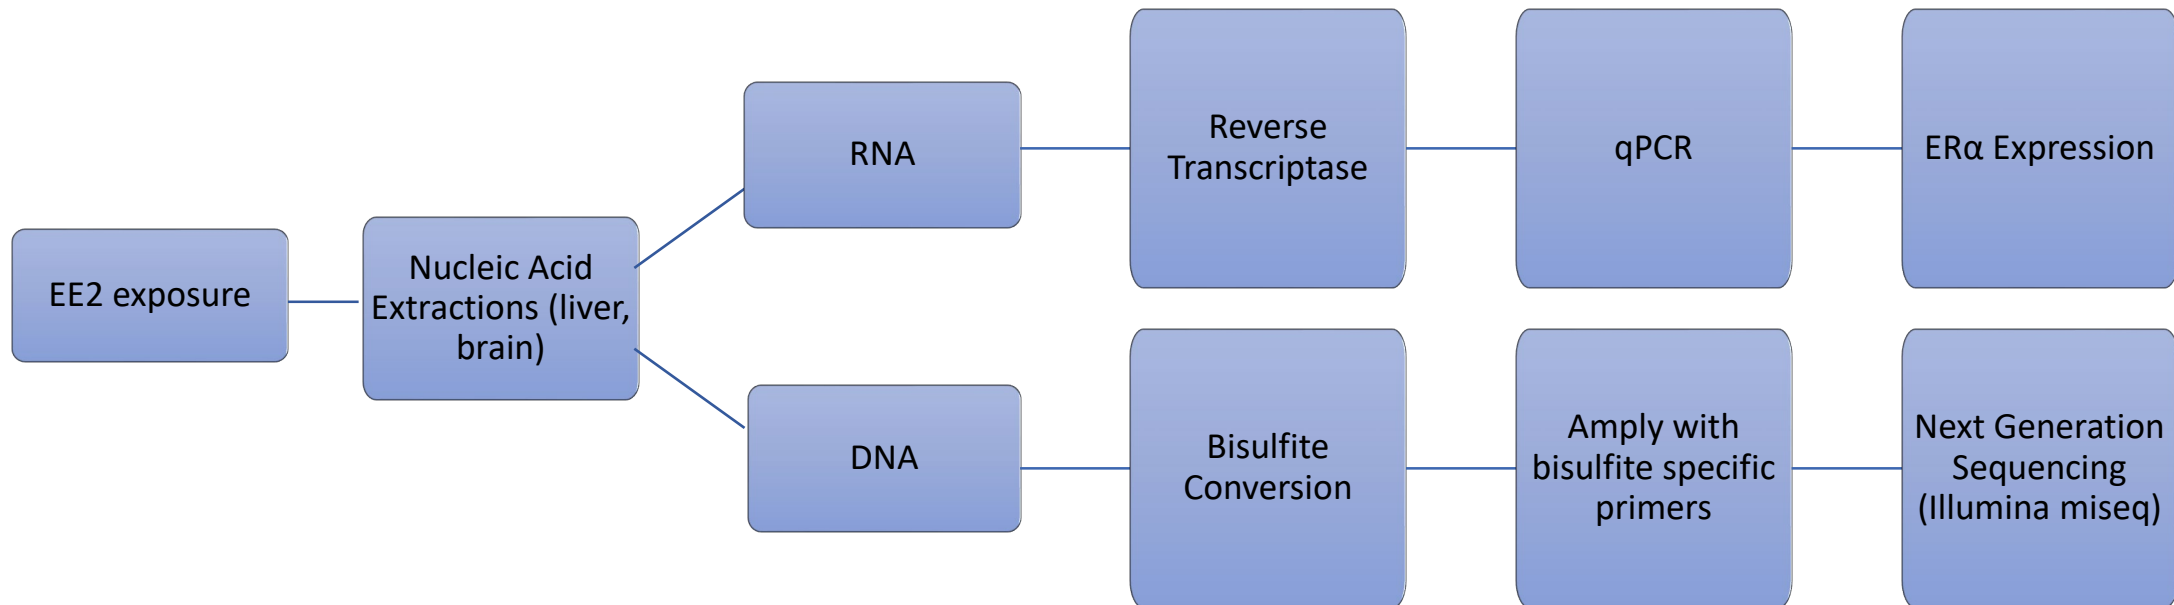 EE2 exposure
Nucleic Acid
Extractions (liver,
brain)
RNA
Reverse
Transcriptase
qPCR
ERα Expression
DNA
Bisulfite
Conversion
Amply with
bisulfite specific
primers
Next Generation
Sequencing
(Illumina miseq)